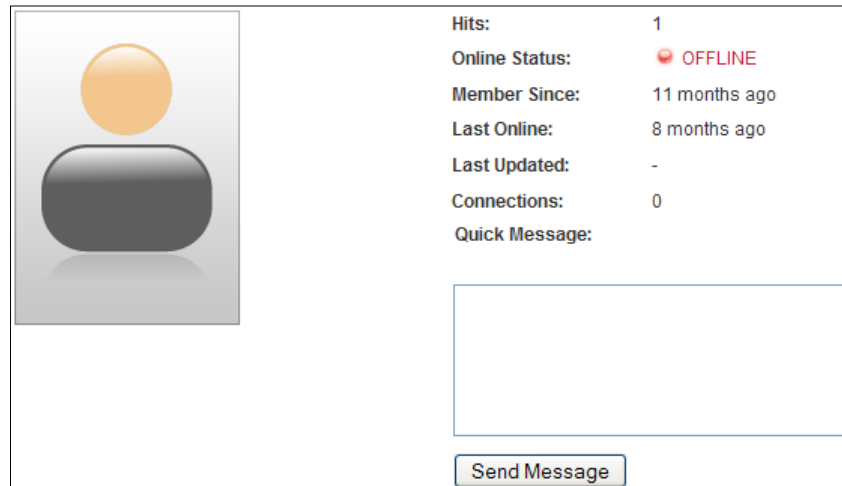 Hits: 1
Online Status: OFFLINE
Member Since: 11 months ago
Last Online: 8 months ago
Last Updated: -
Connections: 0
Quick Message:
Send Message